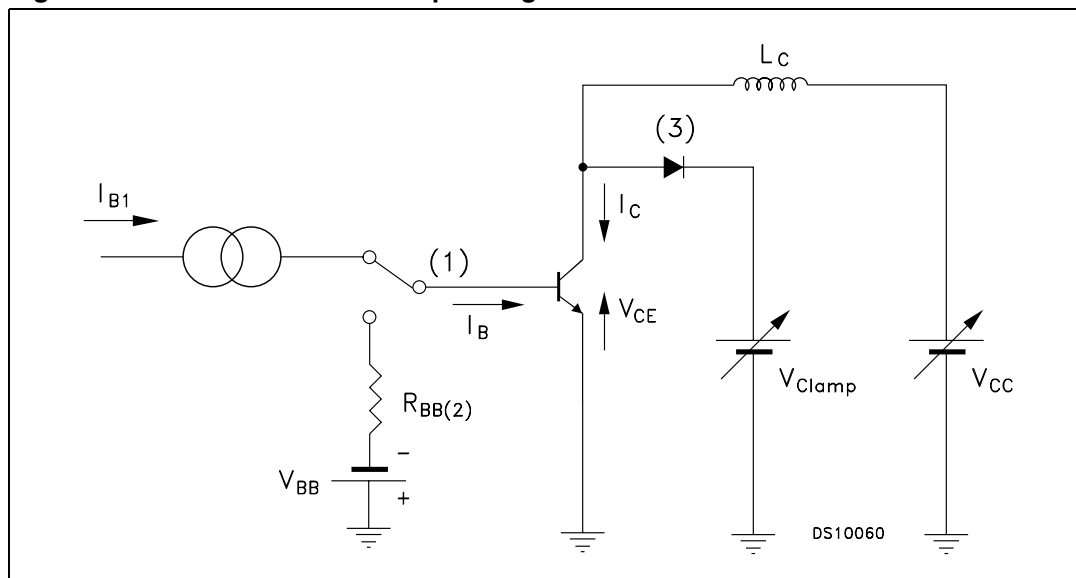 L_C
(3)
I_B1
I_C
(1)
I_B
V_CE
V_Clamp
V_CC
R_BB(2)
V_BB
-
+
DS10060